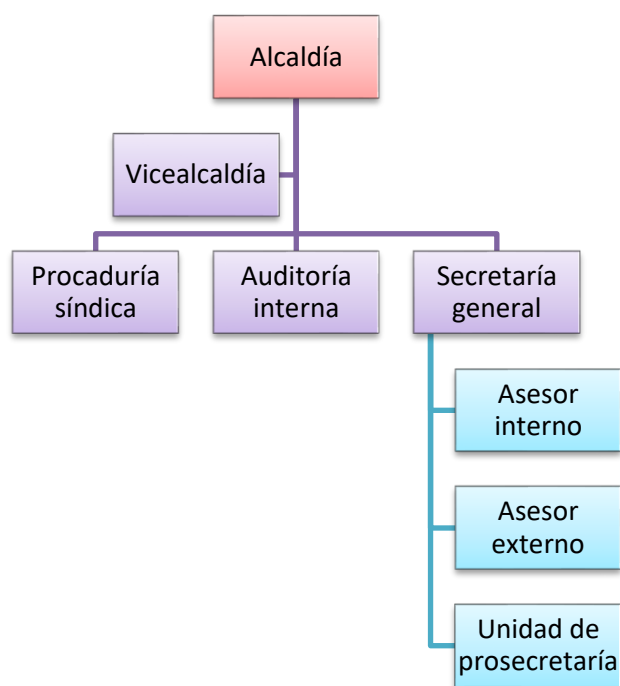 Alcaldía
Vicealcaldía
Procaduría
síndica
Auditoría
interna
Secretaría
general
Asesor
interno
Asesor
externo
Unidad de
prosecretaría